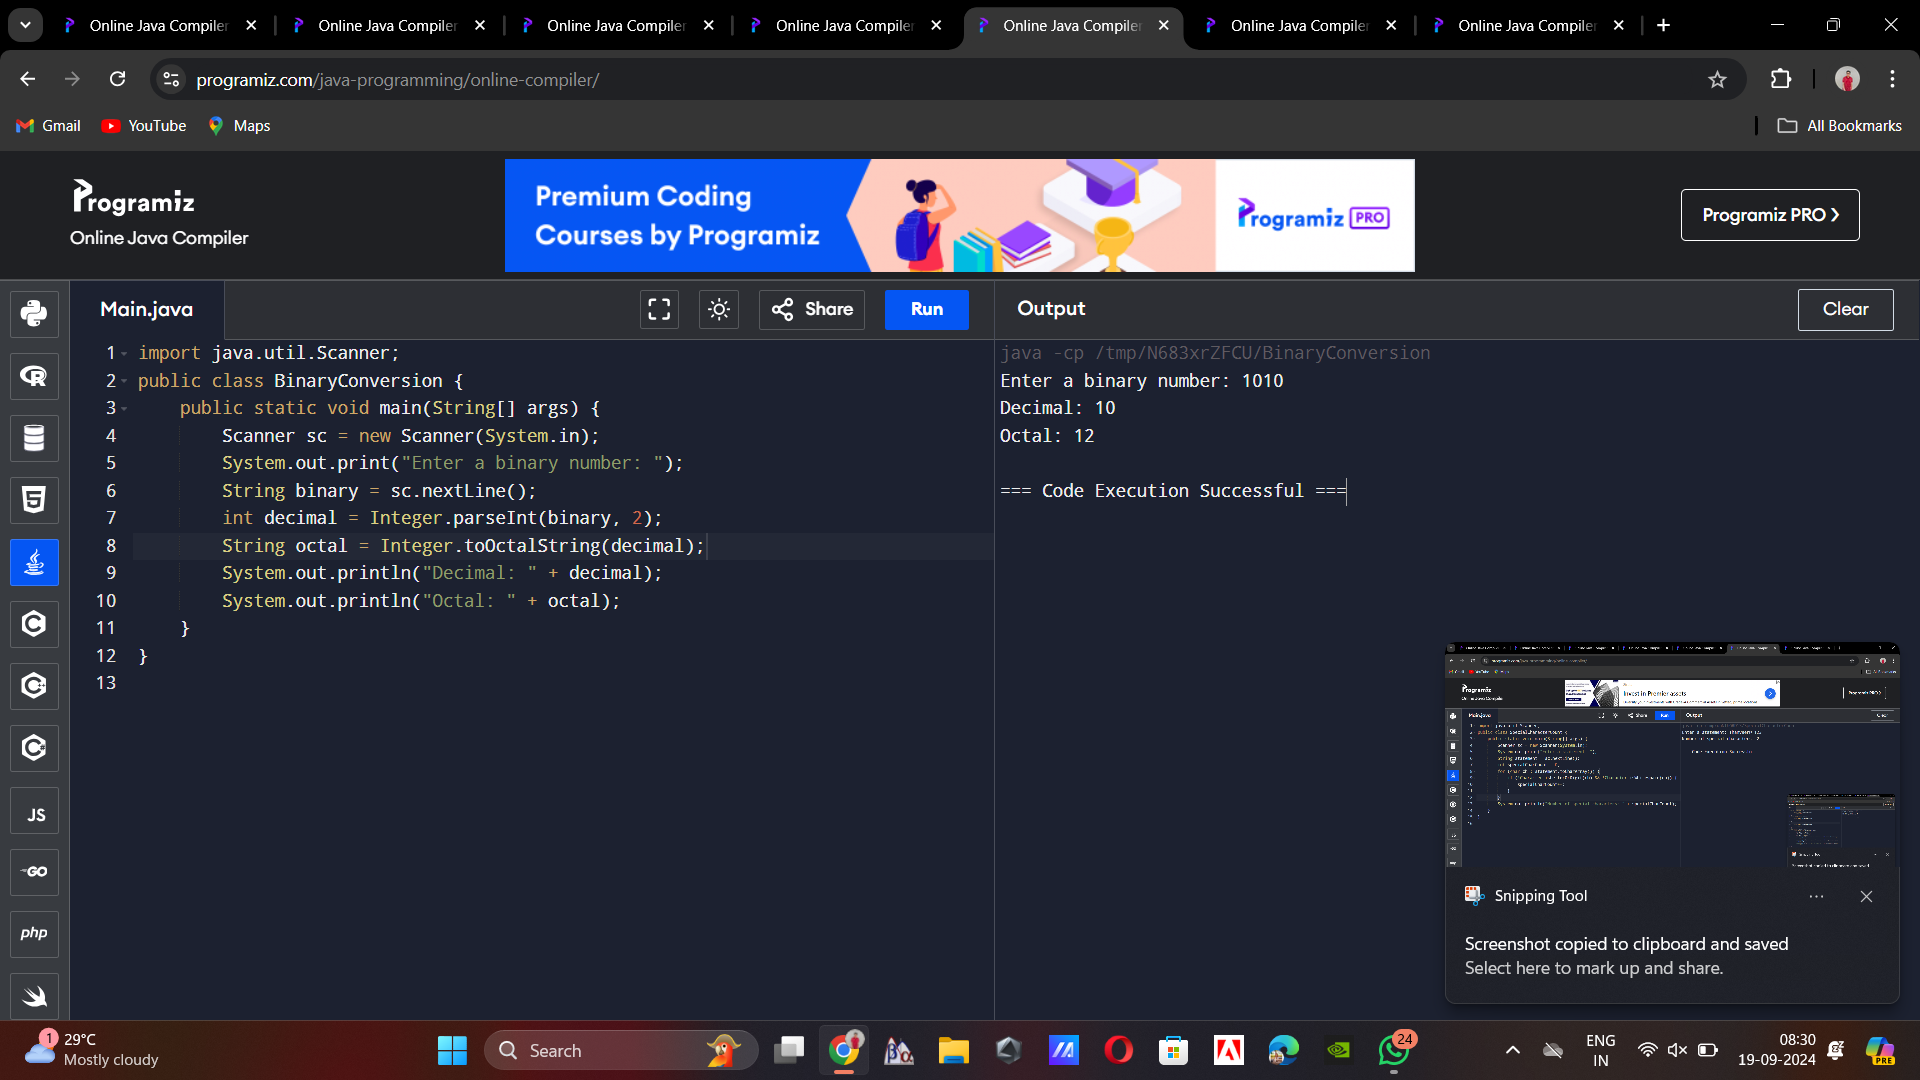 Online Java Compiler
Online Java Compiler
Online Java Compiler
Online Java Compiler
Online Java Compiler
Online Java Compiler
Online Java Compiler
programiz.com/java-programming/online-compiler/
Gmail
YouTube
Maps
All Bookmarks
Programiz
Online Java Compiler
Premium Coding
Courses by Programiz
Programiz PRO
Programiz PRO
Main.java
Share
Run
Output
Clear
1 import java.util.Scanner;
2 public class BinaryConversion {
3 public static void main(String[] args) {
4 Scanner sc = new Scanner(System.in);
5 System.out.print("Enter a binary number: ");
6 String binary = sc.nextLine();
7 int decimal = Integer.parseInt(binary, 2);
8 String octal = Integer.toOctalString(decimal);
9 System.out.println("Decimal: " + decimal);
10 System.out.println("Octal: " + octal);
11 }
12 }
13
java -cp /tmp/N683xrZFCU/BinaryConversion
Enter a binary number: 1010
Decimal: 10
Octal: 12
=== Code Execution Successful ===
JS
GO
php
Invest in Premier assets
Snipping Tool
Screenshot copied to clipboard and saved
Select here to mark up and share.
1
29°C
Mostly cloudy
Search
24
ENG
IN
08:30
19-09-2024
PRE